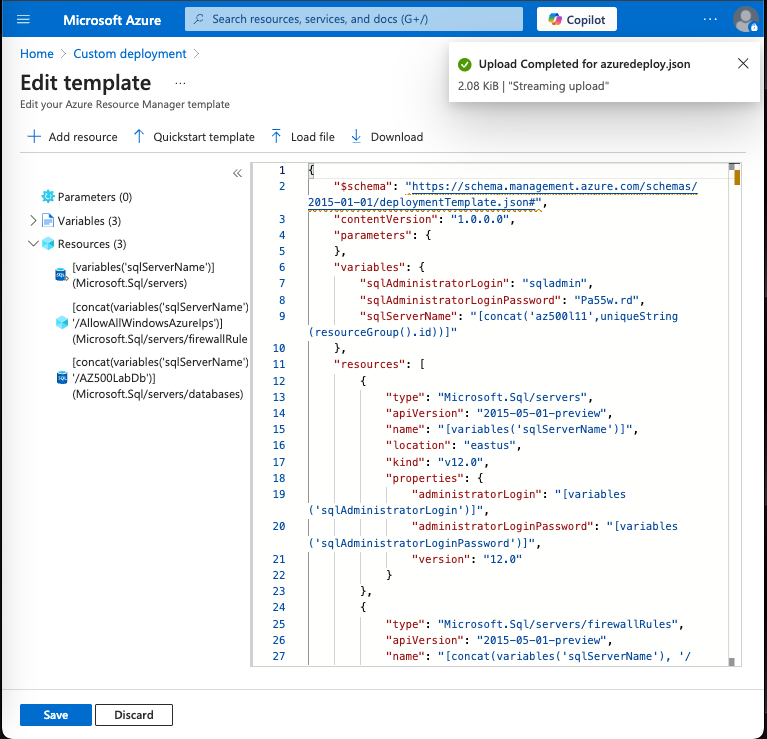 Microsoft Azure
Search resources, services, and docs (G+/)
Copilot
...
Home > Custom deployment >
Upload Completed for azuredeploy.json
2.08 KiB | "Streaming upload"
Edit template ...
Edit your Azure Resource Manager template
Add resource
Quickstart template
Load file
Download
«
Parameters (0)
Variables (3)
Resources (3)
[variables('sqlServerName')]
(Microsoft.Sql/servers)
[concat(variables('sqlServerName')
'/AllowAllWindowsAzureIps')]
(Microsoft.Sql/servers/firewallRule
[concat(variables('sqlServerName')
'/AZ500LabDb')]
(Microsoft.Sql/servers/databases)
1 {
2 "$schema": "https://schema.management.azure.com/schemas/
2015-01-01/deploymentTemplate.json#",
3 "contentVersion": "1.0.0.0",
4 "parameters": {
5 },
6 "variables": {
7 "sqlAdministratorLogin": "sqladmin",
8 "sqlAdministratorLoginPassword": "Pa55w.rd",
9 "sqlServerName": "[concat('az500l11',uniqueString
(resourceGroup().id))]"
10 },
11 "resources": [
12 {
13 "type": "Microsoft.Sql/servers",
14 "apiVersion": "2015-05-01-preview",
15 "name": "[variables('sqlServerName')]",
16 "location": "eastus",
17 "kind": "v12.0",
18 "properties": {
19 "administratorLogin": "[variables
('sqlAdministratorLogin')]",
20 "administratorLoginPassword": "[variables
('sqlAdministratorLoginPassword')]",
21 "version": "12.0"
22 }
23 },
24 {
25 "type": "Microsoft.Sql/servers/firewallRules",
26 "apiVersion": "2015-05-01-preview",
27 "name": "[concat(variables('sqlServerName'), '/
Save
Discard